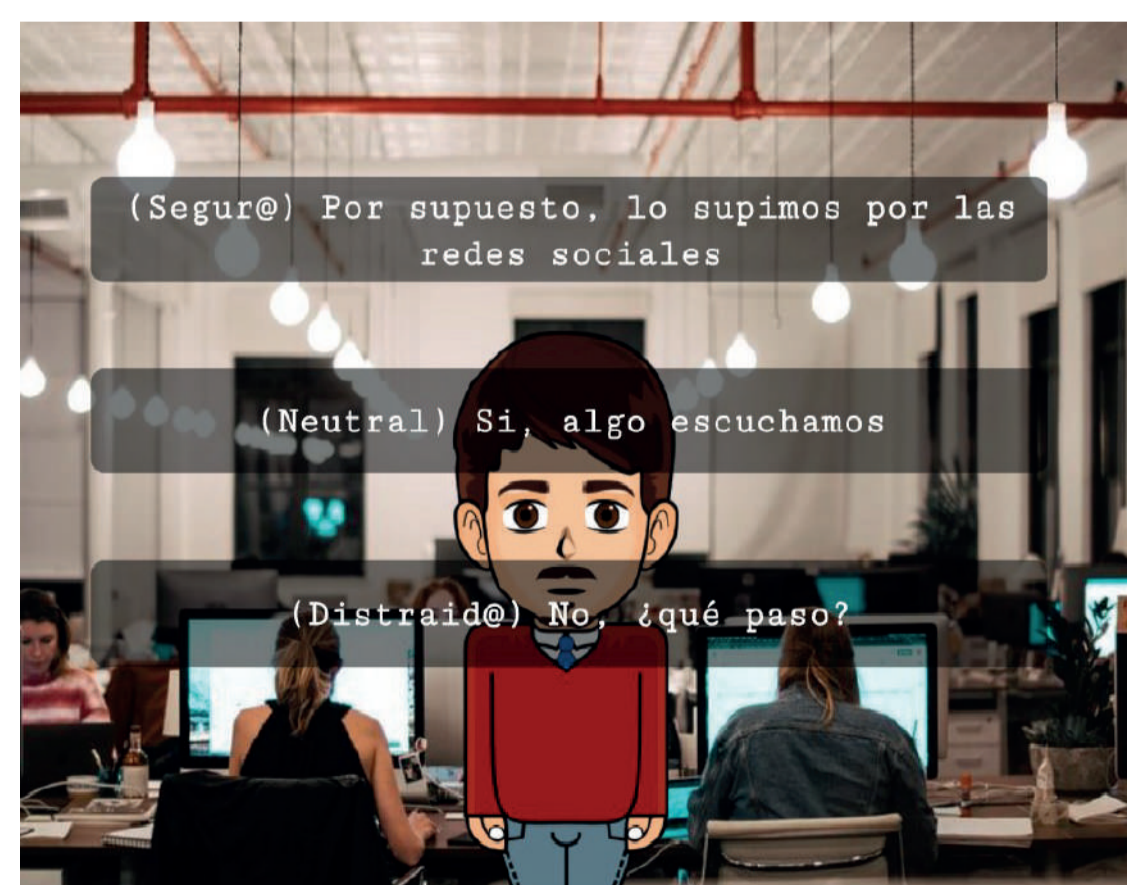 (Segur@) Por supuesto, lo supimos por las
redes sociales
(Neutral) Si, algo escuchamos
(Distraid@) No, ¿qué paso?